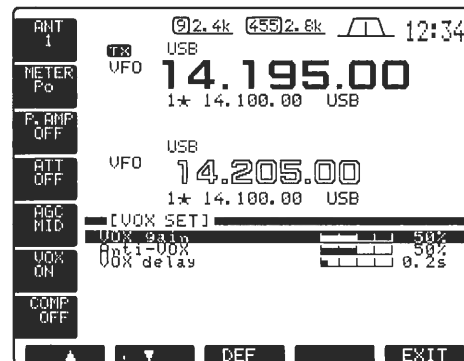 ANT
1
⑨2.4k 455 2.8k 12:34
TX USB
VFO 14.195.00
METER
Po
1★ 14.100.00 USB
P.AMP
OFF
USB
VFO 14.205.00
ATT
OFF
1★ 14.100.00 USB
AGC
MID
[VOX SET]
VOX gain 50%
Anti-VOX 50%
VOX delay 0.2s
VOX
ON
COMP
OFF
▲ ▼ DEF EXIT